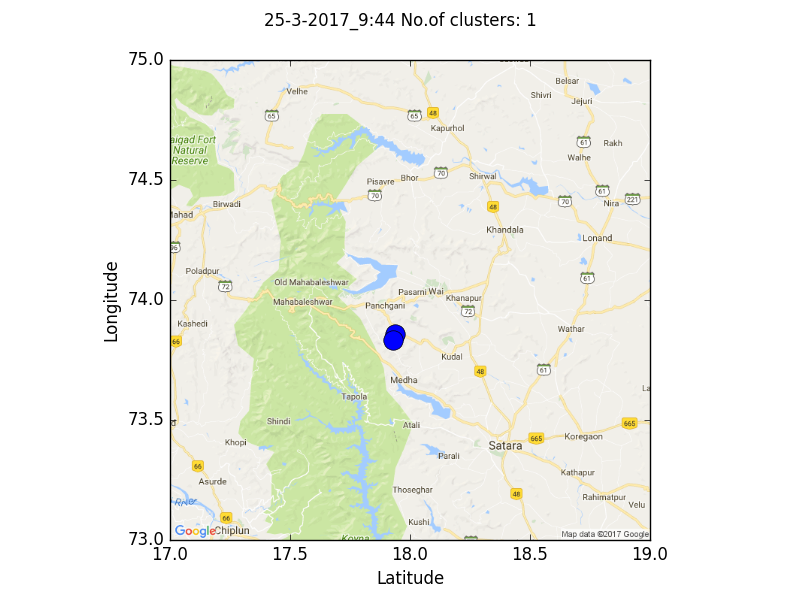 25-3-2017_9:44 No.of clusters: 1
75.0
74.5
74.0
73.5
73.0
Longitude
17.0
17.5
18.0
18.5
19.0
Latitude
Velhe
65
65
48
Kapurhol
Belsar
Shivri
Jejuri
61
Walhe
Rakh
Fort
Natural
Reserve
Pisavre
Bhor
70
70
Shirwal
70
61
221
Nira
Birwadi
48
Khandala
Lonand
Poladpur
72
Old Mahabaleshwar
Mahabaleshwar
Pasarni
Wai
Panchgani
Khanapur
72
61
Kashedi
66
Wathar
Kudal
48
61
Medha
Tapola
Shindi
Atali
Khopi
Satara
665
Koregaon
665
Parali
66
Asurde
Kathapur
Thoseghar
48
Rahimatpur
Velu
River
66
Kushi
Google
Chiplun
Koyna
Map data ©2017 Google